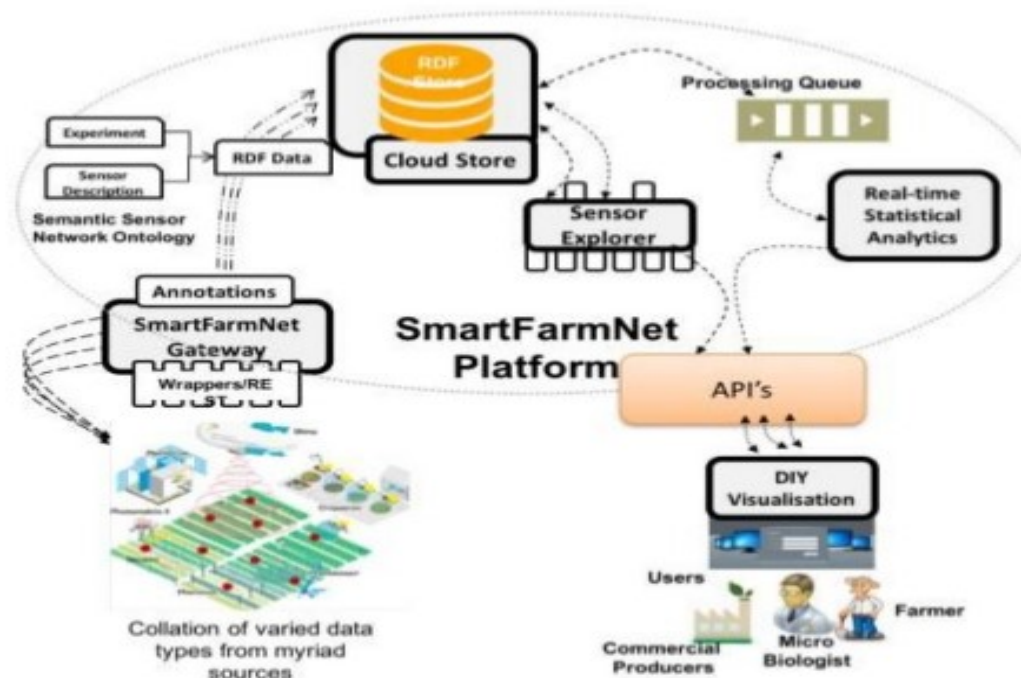 RDF
Store
Cloud Store
Processing Queue
Experiment
Sensor
Description
RDF Data
Semantic Sensor
Network Ontology
Sensor
Explorer
Real-time
Statistical
Analytics
Annotations
SmartFarmNet
Gateway
Wrappers/RE
ST
SmartFarmNet
Platform
API's
DIY
Visualisation
Users
Farmer
Commercial
Producers
Micro
Biologist
Collation of varied data
types from myriad
sources